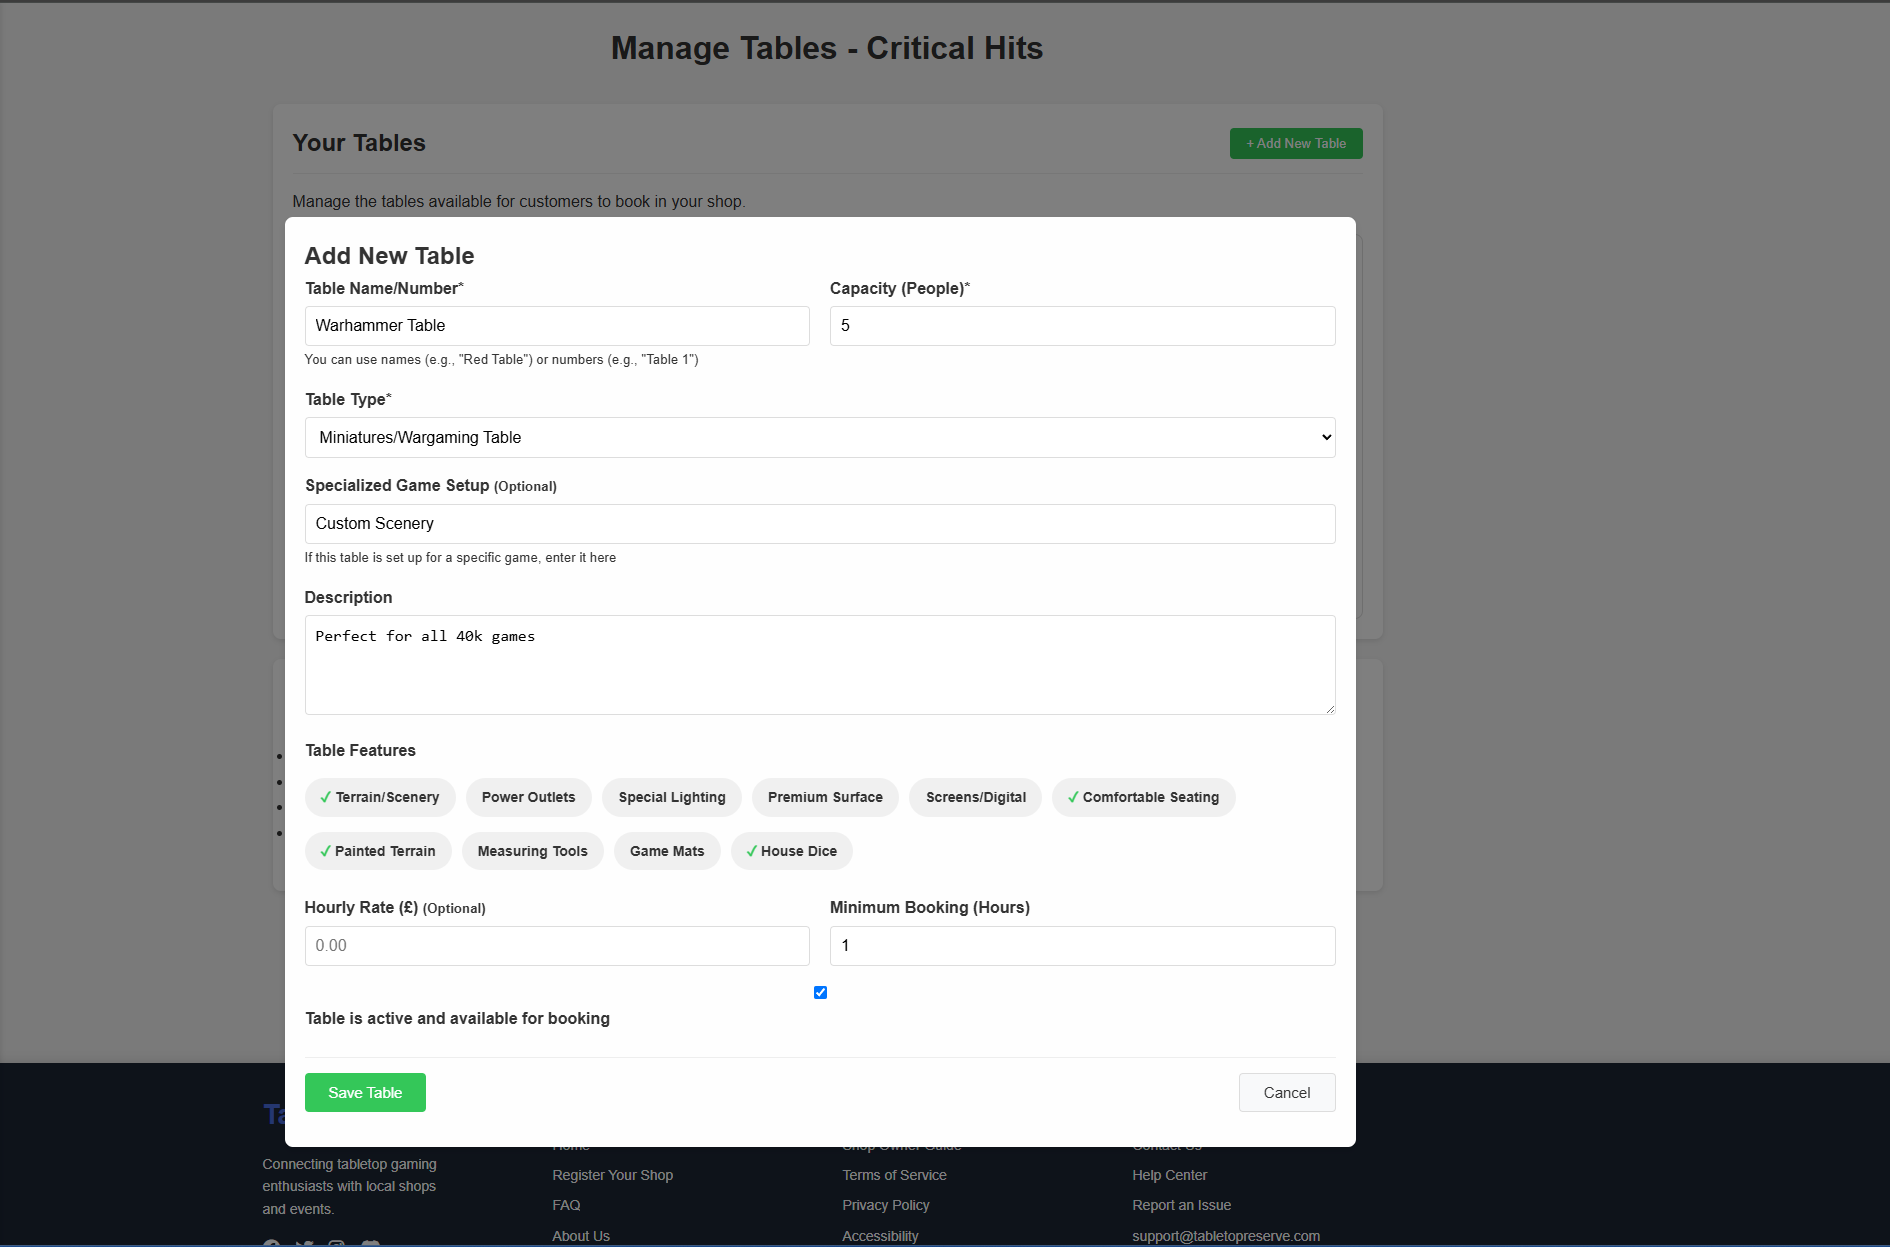 Manage Tables - Critical Hits
Your Tables
+ Add New Table
Manage the tables available for customers to book in your shop.
Add New Table
Table Name/Number*
Capacity (People)*
Warhammer Table
5
You can use names (e.g., "Red Table") or numbers (e.g., "Table 1")
Table Type*
Miniatures/Wargaming Table
Specialized Game Setup (Optional)
Custom Scenery
If this table is set up for a specific game, enter it here
Description
Perfect for all 40k games
Table Features
✓ Terrain/Scenery
Power Outlets
Special Lighting
Premium Surface
Screens/Digital
✓ Comfortable Seating
✓ Painted Terrain
Measuring Tools
Game Mats
✓ House Dice
Hourly Rate (£) (Optional)
Minimum Booking (Hours)
0.00
1
Table is active and available for booking
Save Table
Cancel
Connecting tabletop gaming
enthusiasts with local shops
and events.
Home
Register Your Shop
FAQ
About Us
Shop Owner Guide
Terms of Service
Privacy Policy
Accessibility
Contact Us
Help Center
Report an Issue
support@tabletopreserve.com